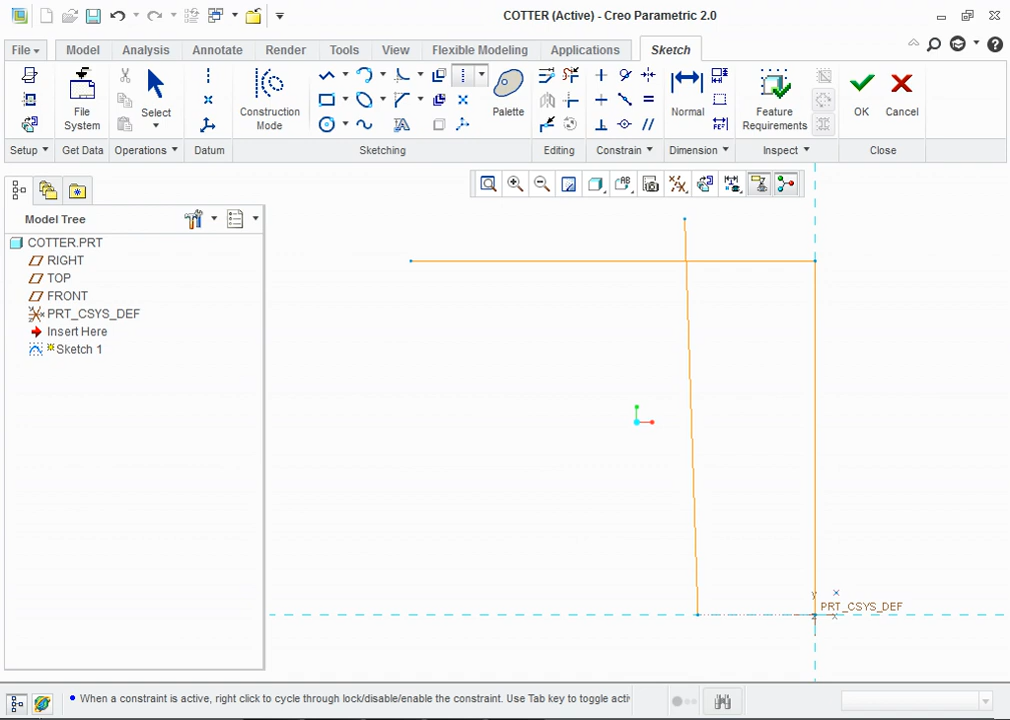 COTTER (Active) - Creo Parametric 2.0
File Model Analysis Annotate Render Tools View Flexible Modeling Applications Sketch
File System
Select
Construction Mode
Palette
Normal
Feature Requirements
OK
Cancel
Setup Get Data Operations Datum Sketching Editing Constrain Dimension Inspect Close
Model Tree
COTTER.PRT
RIGHT
TOP
FRONT
PRT_CSYS_DEF
Insert Here
Sketch 1
y
PRT_CSYS_DEF
z x
When a constraint is active, right click to cycle through lock/disable/enable the constraint. Use Tab key to toggle activ